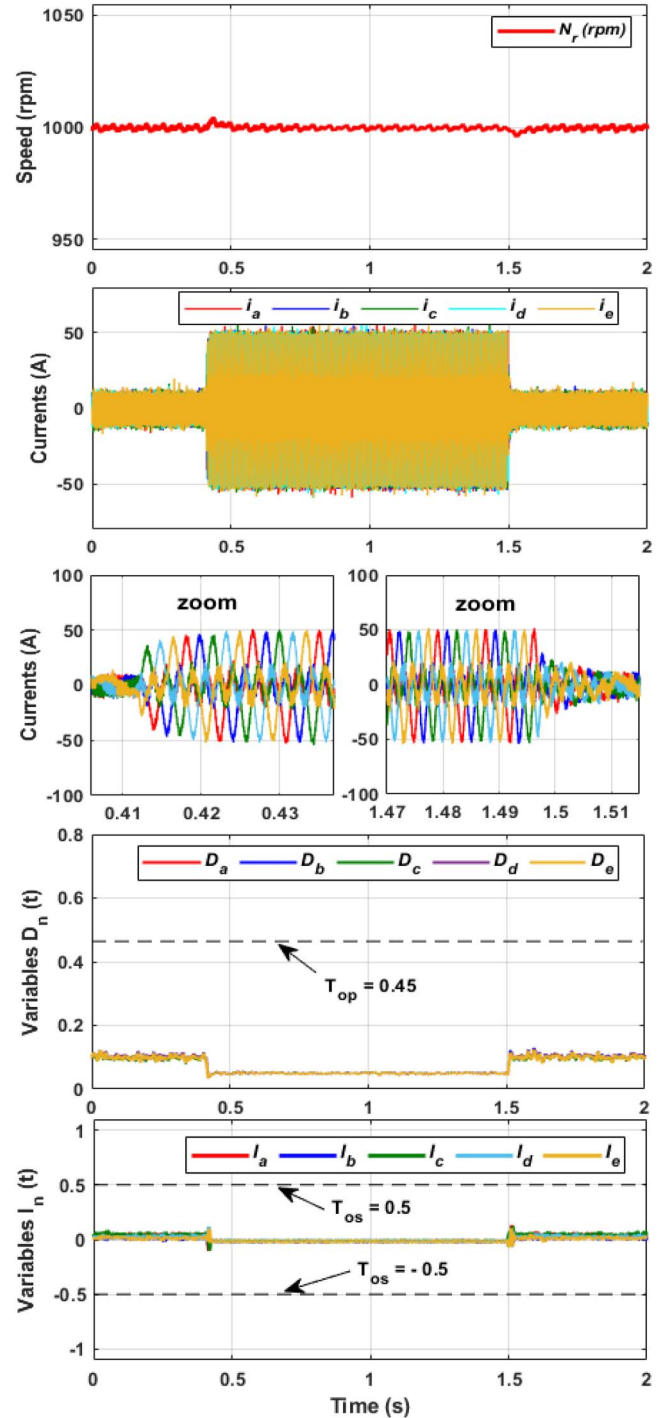 1050
N_r (rpm)
1000
950
Speed (rpm)
0 0.5 1 1.5 2
i_a i_b i_c i_d i_e
50
0
-50
Currents (A)
0 0.5 1 1.5 2
100
50
0
-50
-100
Currents (A)
zoom
zoom
0.41 0.42 0.43
1.47 1.48 1.49 1.5 1.51
0.8
0.6
0.4
0.2
0
Variables D_n (t)
D_a D_b D_c D_d D_e
T_op = 0.45
0 0.5 1 1.5 2
1
0.5
0
-0.5
-1
Variables I_n (t)
I_a I_b I_c I_d I_e
T_os = 0.5
T_os = - 0.5
0 0.5 1 1.5 2
Time (s)